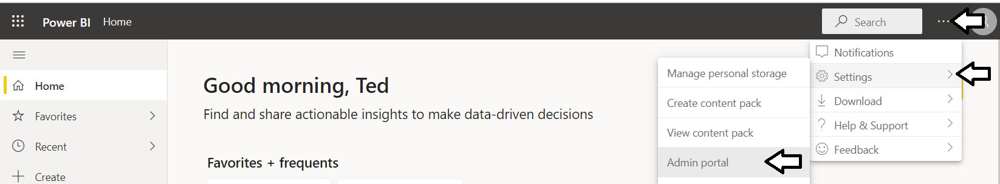 Power BI Home
Search
Home
Favorites
Recent
Create
Good morning, Ted
Find and share actionable insights to make data-driven decisions
Favorites + frequents
Manage personal storage
Create content pack
View content pack
Admin portal
Notifications
Settings
Download
Help & Support
Feedback